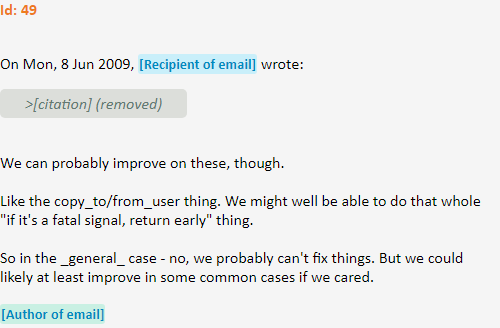 Id: 49
On Mon, 8 Jun 2009, [Recipient of email] wrote:
>[citation] (removed)
We can probably improve on these, though.
Like the copy_to/from_user thing. We might well be able to do that whole
"if it's a fatal signal, return early" thing.
So in the _general_ case - no, we probably can't fix things. But we could
likely at least improve in some common cases if we cared.
[Author of email]